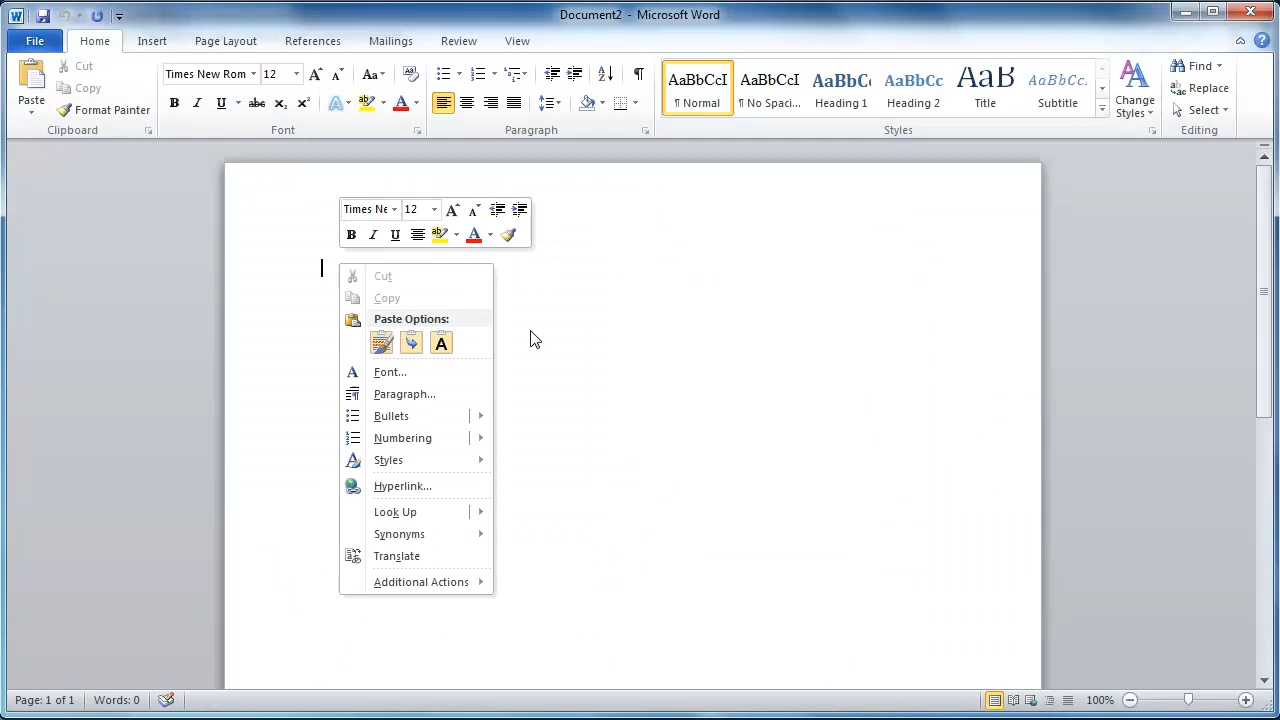 Document2 - Microsoft Word
File Home Insert Page Layout References Mailings Review View
Paste
Cut
Copy
Format Painter
Clipboard
Times New Rom 12
Font
Paragraph
AaBbCcI AaBbCcI AaBbCc AaBbCc AaB AaBbCc.
¶ Normal ¶ No Spaci... Heading 1 Heading 2 Title Subtitle
Change
Styles
Styles
Find
Replace
Select
Editing
Times Ne 12
B I U
Cut
Copy
Paste Options:
Font...
Paragraph...
Bullets
Numbering
Styles
Hyperlink...
Look Up
Synonyms
Translate
Additional Actions
Page: 1 of 1 Words: 0 100%